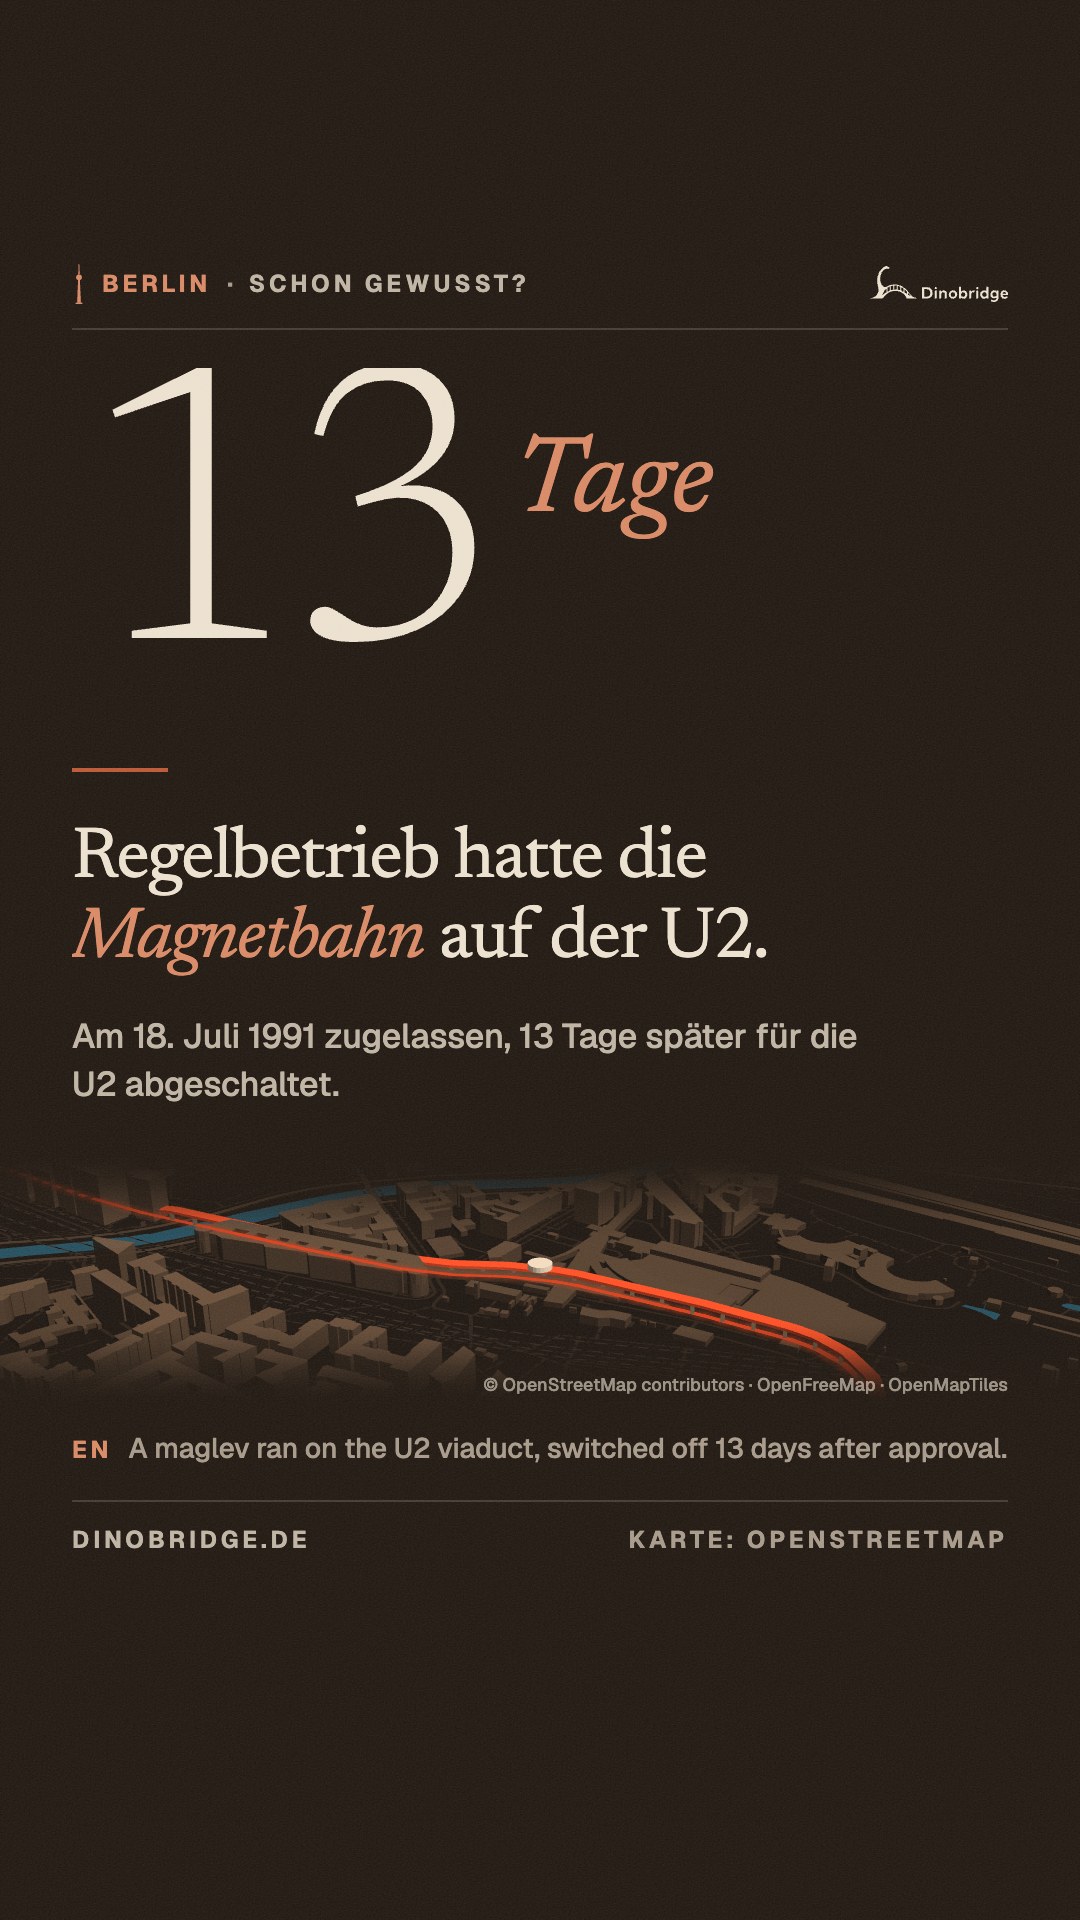 BERLIN · SCHON GEWUSST?
Dinobridge
13 Tage
Regelbetrieb hatte die
Magnetbahn auf der U2.
Am 18. Juli 1991 zugelassen, 13 Tage später für die
U2 abgeschaltet.
© OpenStreetMap contributors · OpenFreeMap · OpenMapTiles
EN A maglev ran on the U2 viaduct, switched off 13 days after approval.
DINOBRIDGE.DE
KARTE: OPENSTREETMAP